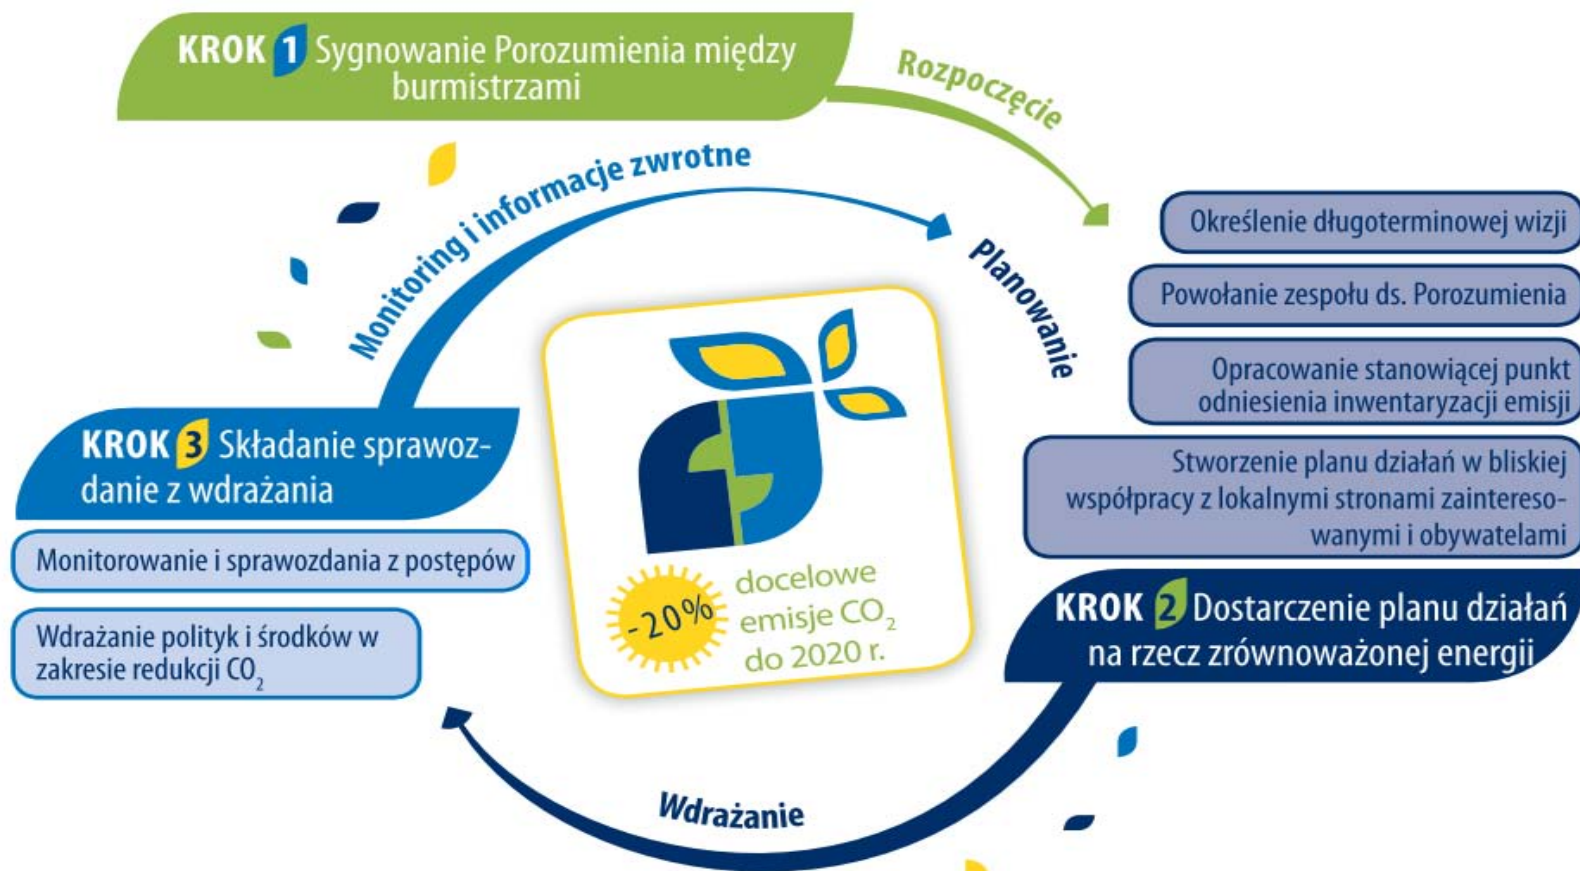 KROK 1 Sygnowanie Porozumienia między
burmistrzami
Rozpoczęcie
Monitoring i informacje zwrotne
Planowanie
Określenie długoterminowej wizji
Powołanie zespołu ds. Porozumienia
Opracowanie stanowiącej punkt
odniesienia inwentaryzacji emisji
Stworzenie planu działań w bliskiej
współpracy z lokalnymi stronami zaintereso-
wanymi i obywatelami
KROK 2 Dostarczenie planu działań
na rzecz zrównoważonej energii
KROK 3 Składanie sprawoz-
danie z wdrażania
Monitorowanie i sprawozdania z postępów
Wdrażanie polityk i środków w
zakresie redukcji CO₂
-20%
docelowe
emisje CO₂
do 2020 r.
Wdrażanie